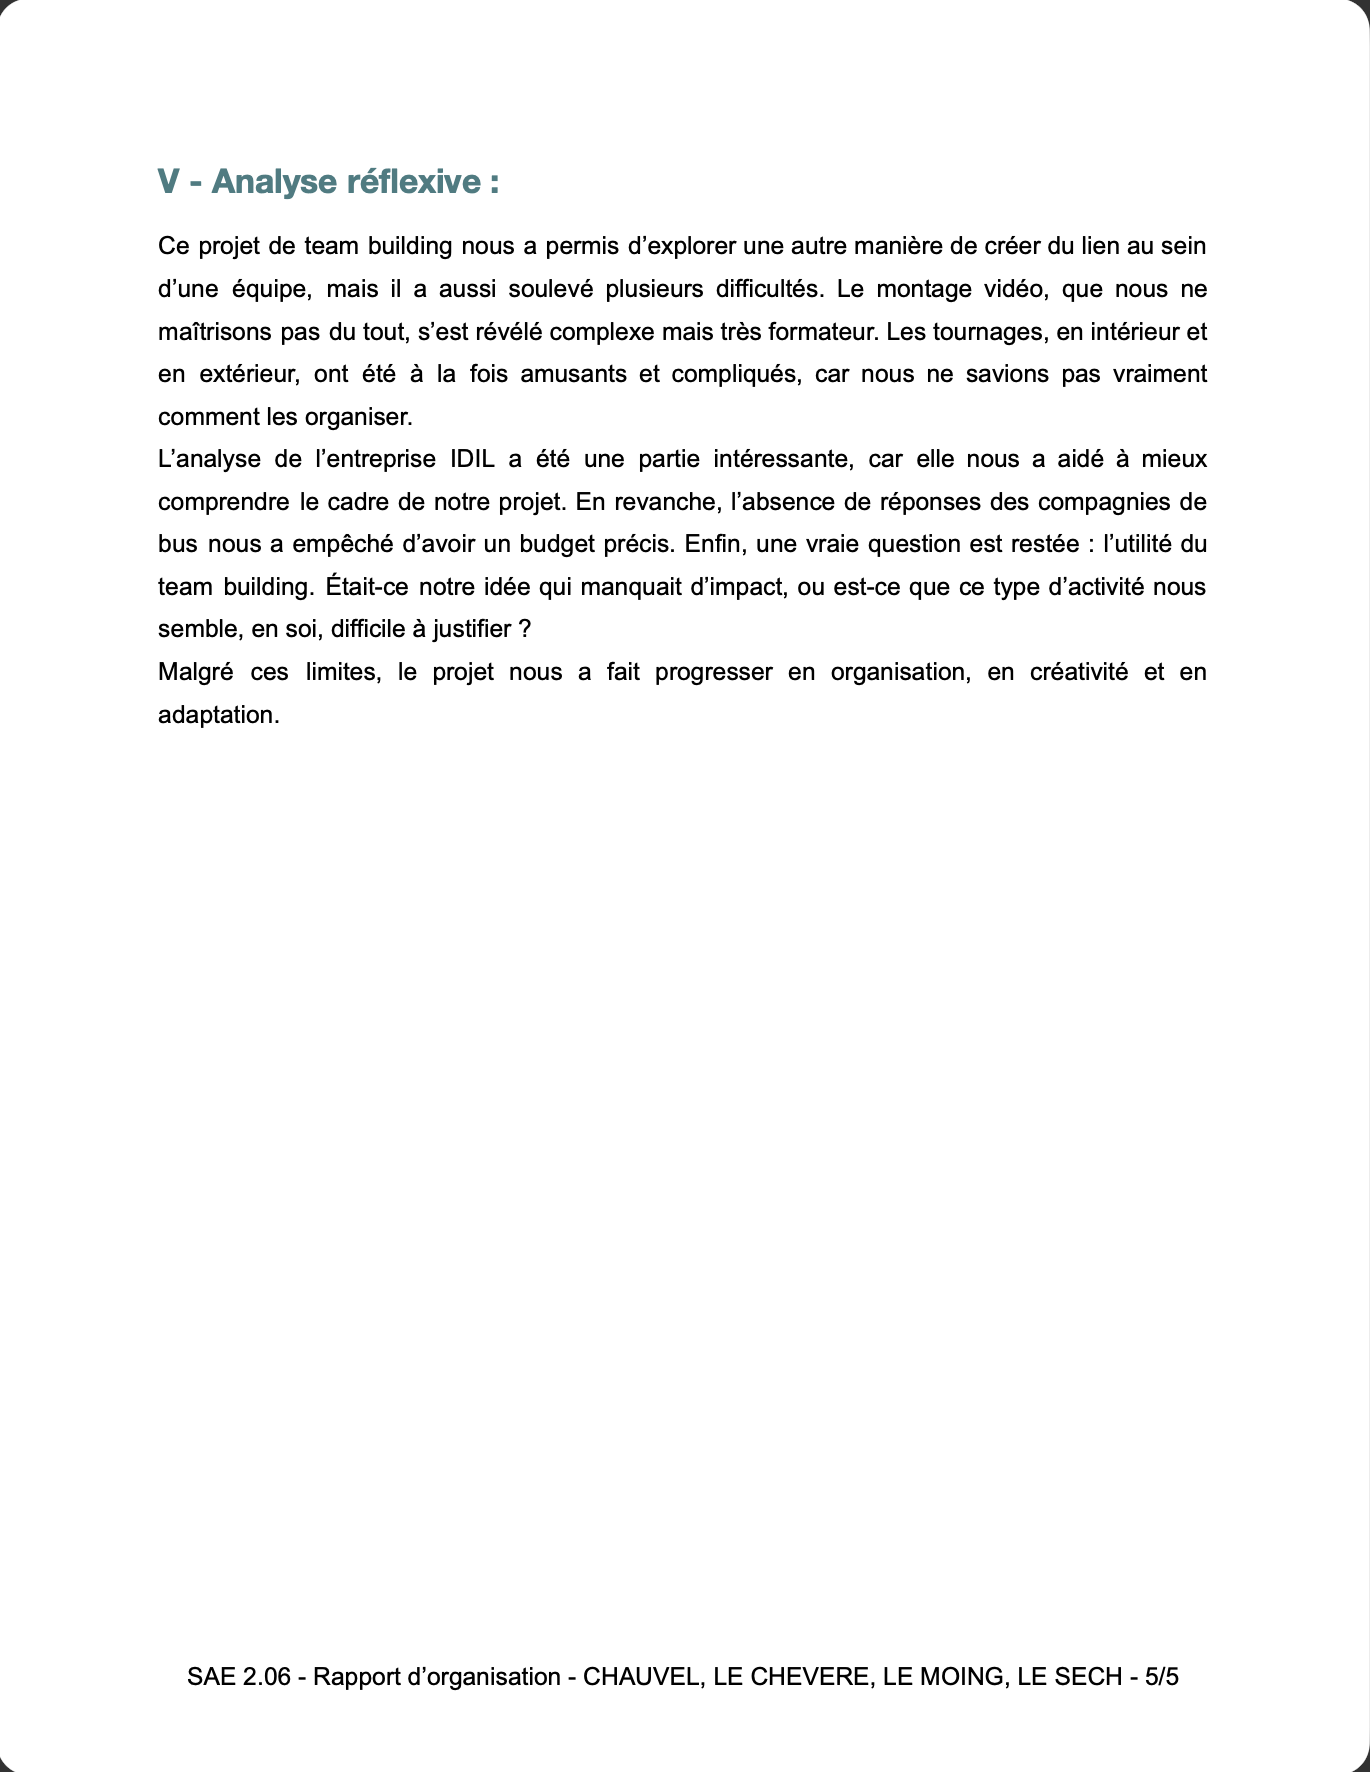 V - Analyse réflexive :
Ce projet de team building nous a permis d’explorer une autre manière de créer du lien au sein
d’une équipe, mais il a aussi soulevé plusieurs difficultés. Le montage vidéo, que nous ne
maîtrisons pas du tout, s’est révélé complexe mais très formateur. Les tournages, en intérieur et
en extérieur, ont été à la fois amusants et compliqués, car nous ne savions pas vraiment
comment les organiser.
L’analyse de l’entreprise IDIL a été une partie intéressante, car elle nous a aidé à mieux
comprendre le cadre de notre projet. En revanche, l’absence de réponses des compagnies de
bus nous a empêché d’avoir un budget précis. Enfin, une vraie question est restée : l’utilité du
team building. Était-ce notre idée qui manquait d’impact, ou est-ce que ce type d’activité nous
semble, en soi, difficile à justifier ?
Malgré ces limites, le projet nous a fait progresser en organisation, en créativité et en
adaptation.
SAE 2.06 - Rapport d’organisation - CHAUVEL, LE CHEVERE, LE MOING, LE SECH - 5/5